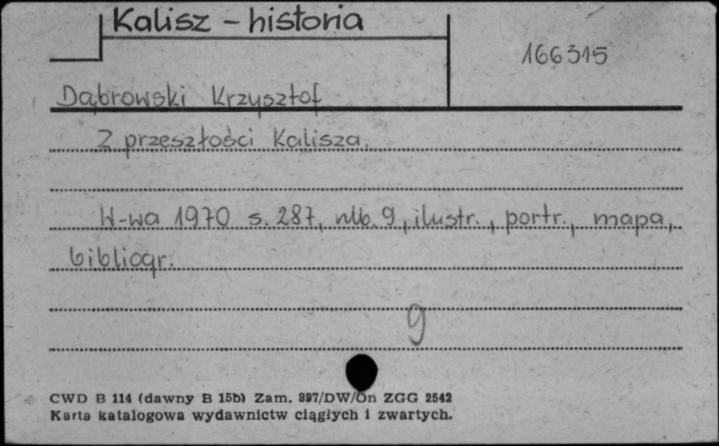 Kalisz - historia
166315
Dąbrowski Krzysztof
Z przeszłości Kalisza.
W-wa 1970 s. 287, nlb. 9, ilustr., portr., mapa,
bibliogr.
9
CWD B 114 (dawny B 15b) Zam. 897/DW/On ZGG 2542
Karta katalogowa wydawnictw ciągłych i zwartych.